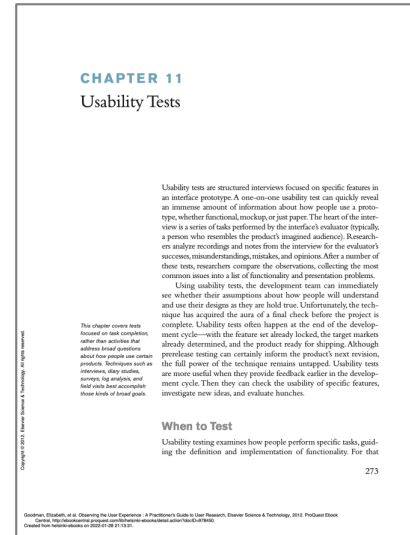 CHAPTER 11
Usability Tests
Usability tests are structured interviews focused on specific features in
an interface prototype. A one-on-one usability test can quickly reveal
an immense amount of information about how people use a proto-
type, whether functional, mockup, or just paper. The heart of the inter-
view is a series of tasks performed by the interface's evaluator (typically,
a person who resembles the product's imagined audience). Research-
ers analyze recordings and notes from the interview for the evaluator's
successes, misunderstandings, mistakes, and opinions. After a number of
these tests, researchers compare the observations, collecting the most
common issues into a list of functionality and presentation problems.
Using usability tests, the development team can immediately
see whether their assumptions about how people will understand
and use their designs as they hold true. Unfortunately, the tech-
nique has acquired the aura of a final check before the project is
complete. Usability tests often happen at the end of the develop-
ment cycle—with the feature set already locked, the target markets
already determined, and the product ready for shipping. Although
prerelease testing can certainly inform the product's next revision,
the full power of the technique remains untapped. Usability tests
are more useful when they provide feedback earlier in the develop-
ment cycle. Then they can check the usability of specific features,
investigate new ideas, and evaluate hunches.
This chapter covers tests
focused on task completion,
rather than activities that
address broad questions
about how people use certain
products. Techniques such as
interviews, diary studies,
surveys, log analysis, and
field visits best accomplish
those kinds of broad goals.
When to Test
Usability testing examines how people perform specific tasks, guid-
ing the definition and implementation of functionality. For that
273
Copyright © 2012. Elsevier Science & Technology. All rights reserved.
Goodman, Elizabeth, et al. Observing the User Experience : A Practitioner's Guide to User Research, Elsevier Science & Technology, 2012. ProQuest Ebook
Central, http://ebookcentral.proquest.com/lib/helsinki-ebooks/detail.action?docID=978450.
Created from helsinki-ebooks on 2022-01-28 21:13:31.